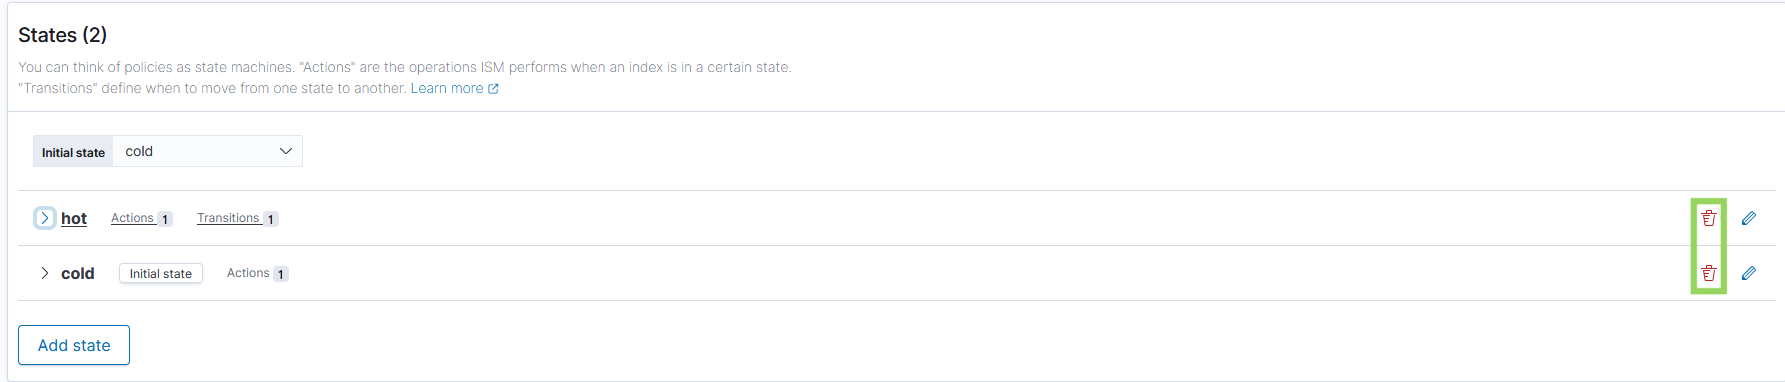 States (2)
You can think of policies as state machines. "Actions" are the operations ISM performs when an index is in a certain state.
"Transitions" define when to move from one state to another. Learn more
Initial state cold
hot Actions 1 Transitions 1
cold Initial state Actions 1
Add state